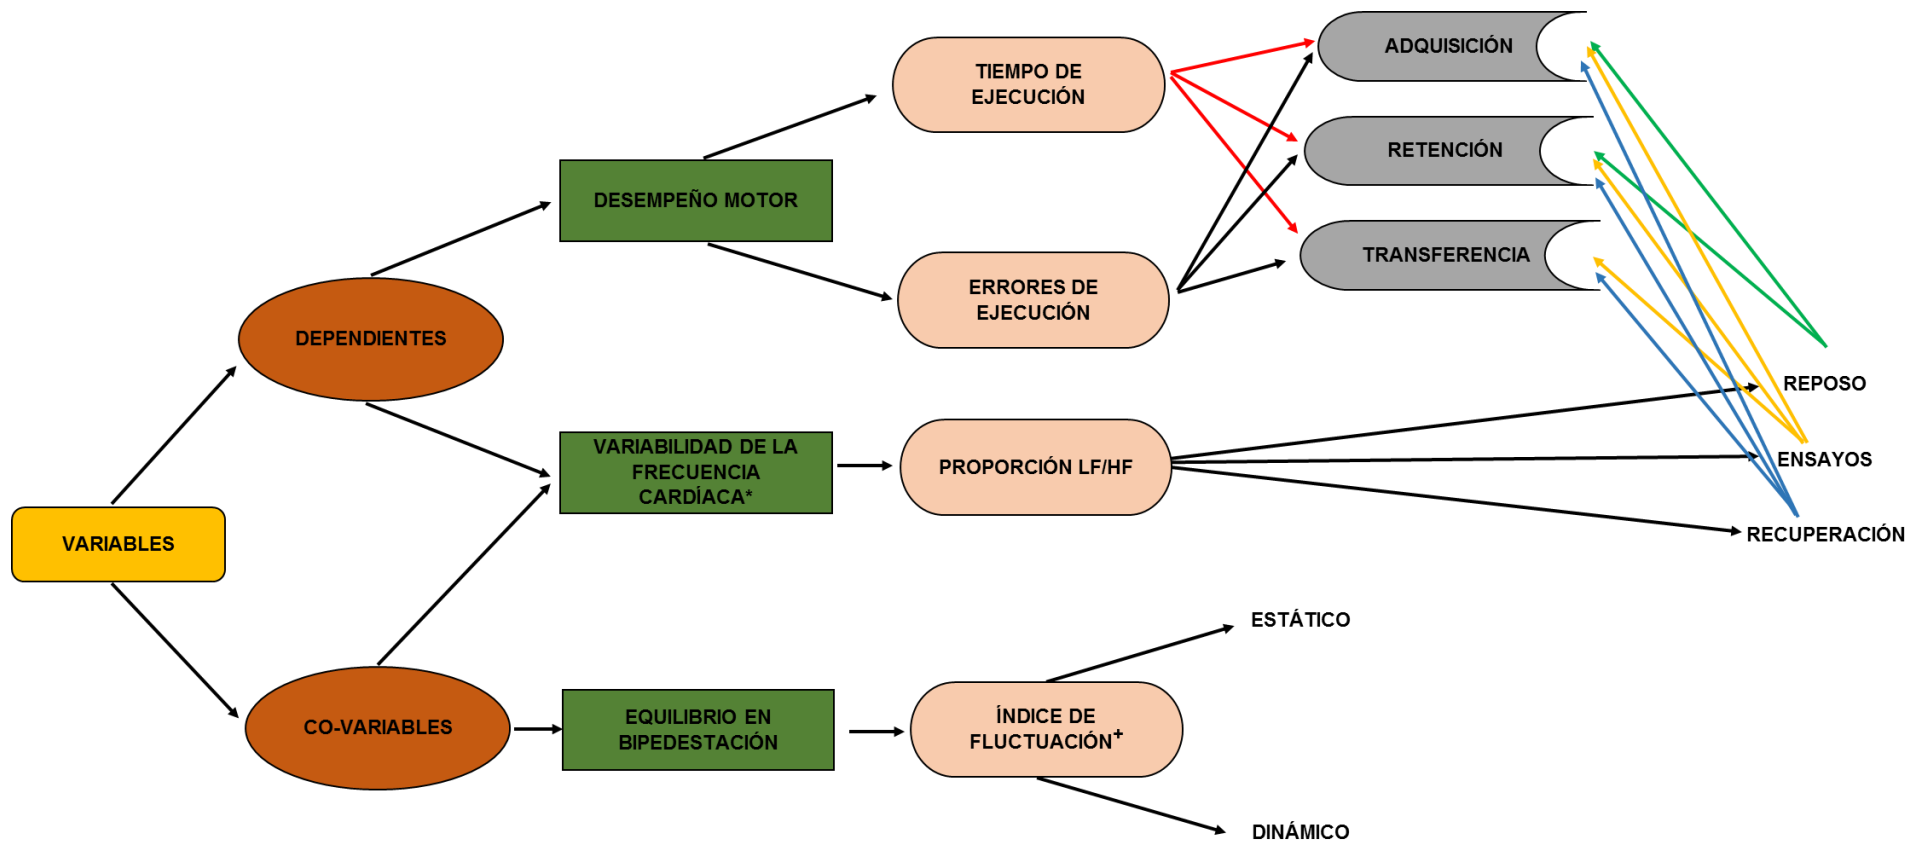 VARIABLES
DEPENDIENTES
CO-VARIABLES
DESEMPEÑO MOTOR
VARIABILIDAD DE LA
FRECUENCIA
CARDÍACA*
EQUILIBRIO EN
BIPEDESTACIÓN
TIEMPO DE
EJECUCIÓN
ERRORES DE
EJECUCIÓN
PROPORCIÓN LF/HF
ÍNDICE DE
FLUCTUACIÓN+
ADQUISICIÓN
RETENCIÓN
TRANSFERENCIA
REPOSO
ENSAYOS
RECUPERACIÓN
ESTÁTICO
DINÁMICO